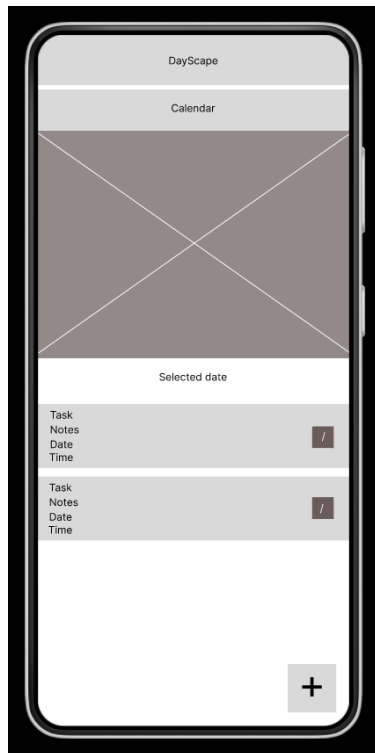 DayScape
Calendar
Selected date
Task
Notes
Date
Time
/
Task
Notes
Date
Time
/
+